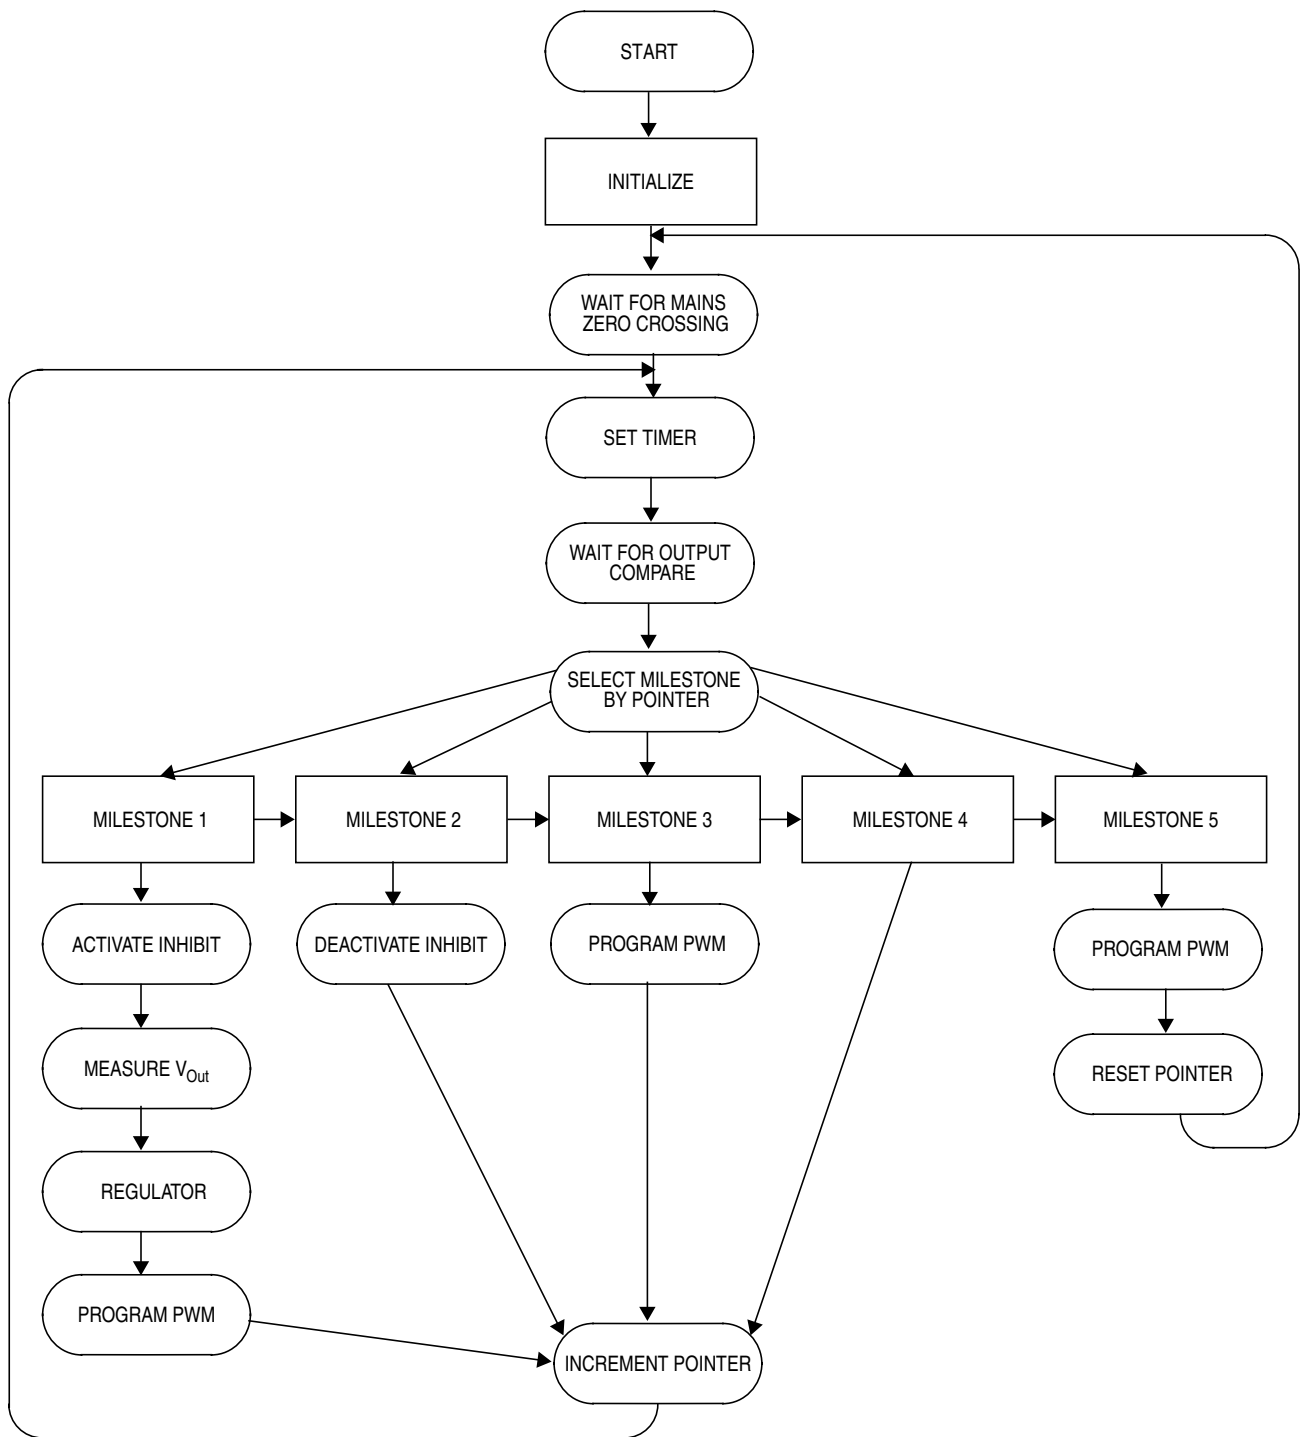 START
INITIALIZE
WAIT FOR MAINS
ZERO CROSSING
SET TIMER
WAIT FOR OUTPUT
COMPARE
SELECT MILESTONE
BY POINTER
MILESTONE 1
MILESTONE 2
MILESTONE 3
MILESTONE 4
MILESTONE 5
ACTIVATE INHIBIT
DEACTIVATE INHIBIT
PROGRAM PWM
PROGRAM PWM
MEASURE VOut
RESET POINTER
REGULATOR
PROGRAM PWM
INCREMENT POINTER